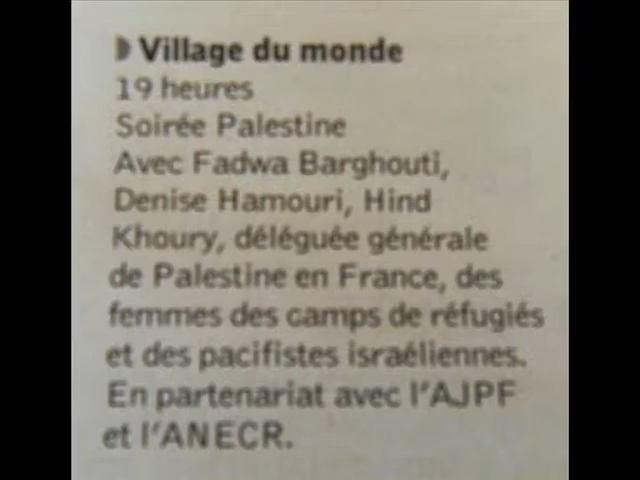 ◗ Village du monde
19 heures
Soirée Palestine
Avec Fadwa Barghouti,
Denise Hamouri, Hind
Khoury, déléguée générale
de Palestine en France, des
femmes des camps de réfugiés
et des pacifistes israéliennes.
En partenariat avec l'AJPF
et l'ANECR.